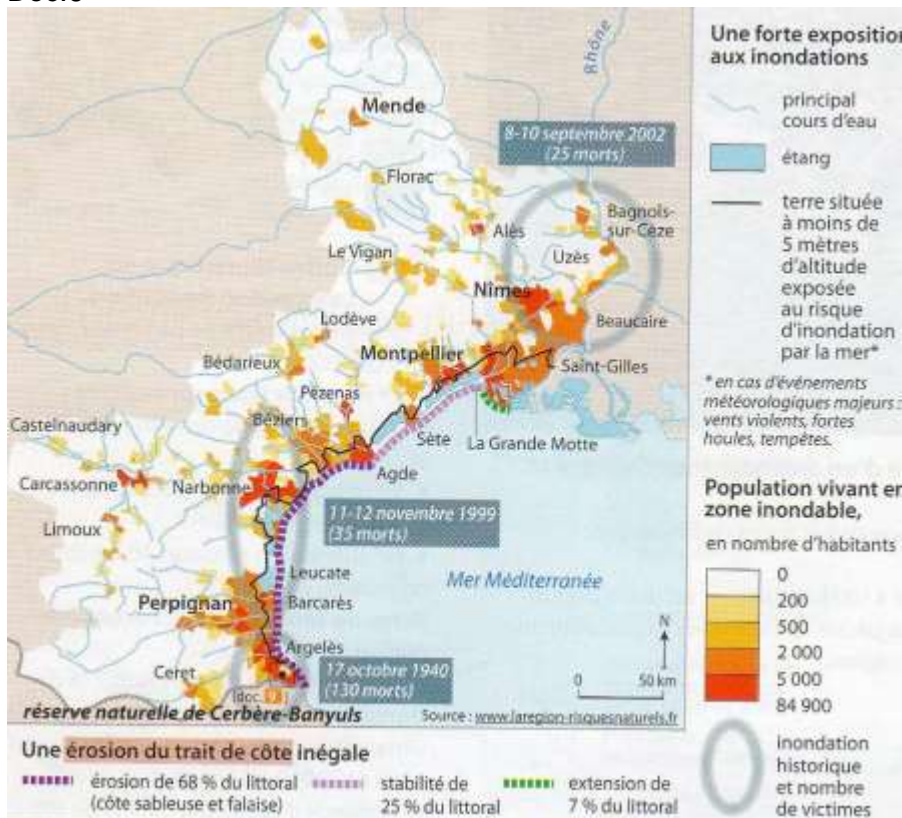 Rhône
Mende
8-10 septembre 2002
(25 morts)
Florac
Bagnols-
sur-Cèze
Alès
Uzès
Le Vigan
Nîmes
Beaucaire
Lodève
Montpellier
Saint-Gilles
Bédarieux
Pézenas
Castelnaudary
Béziers
Sète
La Grande Motte
Carcassonne
Narbonne
Agde
Limoux
11-12 novembre 1999
(35 morts)
Leucate
Mer Méditerranée
Perpignan
Barcarès
Argelès
N
Ceret
17 octobre 1940
(130 morts)
0 50 km
(doc.
réserve naturelle de Cerbère-Banyuls
Source : www.laregion-risquesnaturels.fr
Une forte exposition
aux inondations
principal
cours d'eau
étang
terre située
à moins de
5 mètres
d'altitude
exposée
au risque
d'inondation
par la mer*
* en cas d'événements
météorologiques majeurs :
vents violents, fortes
houles, tempêtes.
Population vivant en
zone inondable,
en nombre d'habitants
0
200
500
2 000
5 000
84 900
Inondation
historique
et nombre
de victimes
Une érosion du trait de côte inégale
érosion de 68 % du littoral
(côte sableuse et falaise)
stabilité de
25 % du littoral
extension de
7 % du littoral